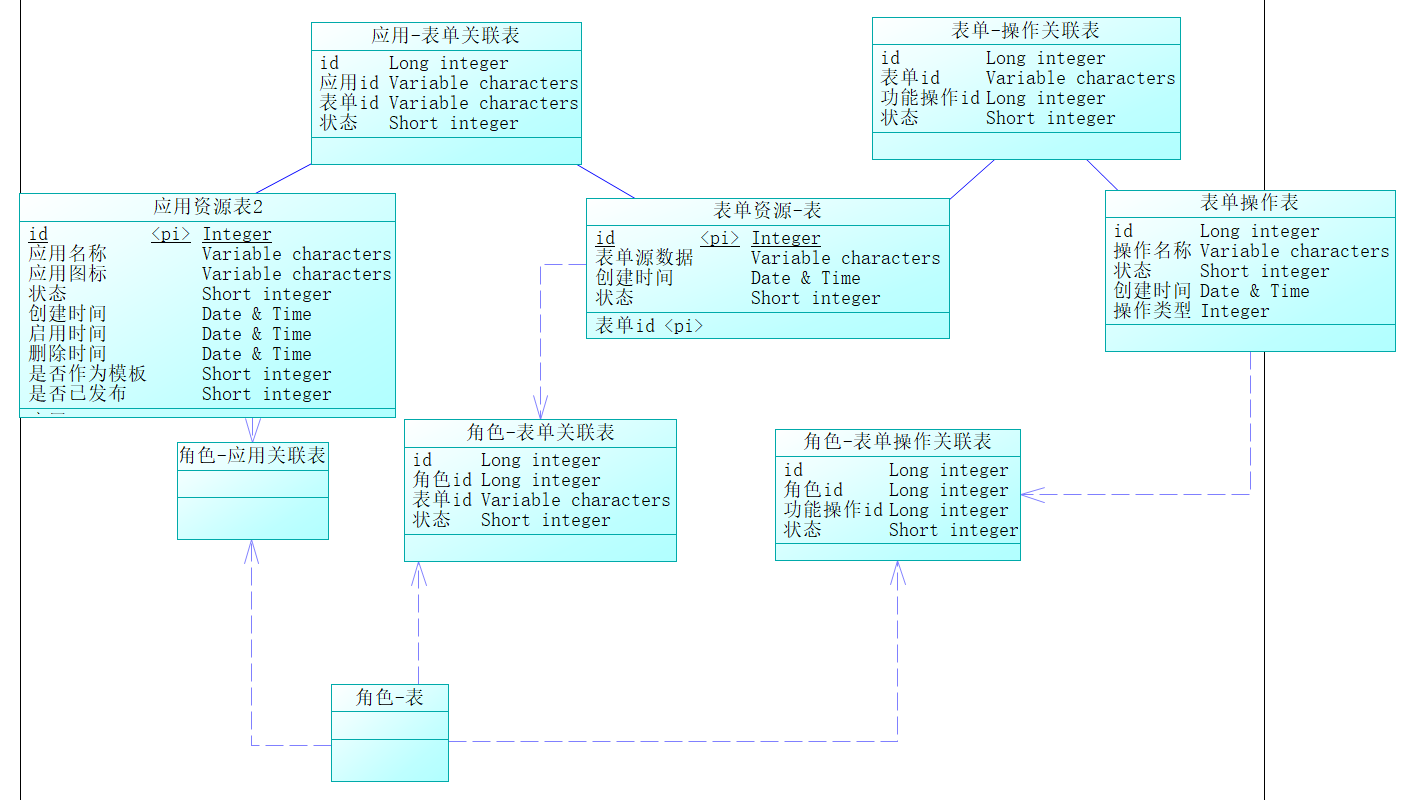 应用-表单关联表
id Long integer
应用id Variable characters
表单id Variable characters
状态 Short integer
表单-操作关联表
id Long integer
表单id Variable characters
功能操作id Long integer
状态 Short integer
应用资源表2
id <pi> Integer
应用名称 Variable characters
应用图标 Variable characters
状态 Short integer
创建时间 Date & Time
启用时间 Date & Time
删除时间 Date & Time
是否作为模板 Short integer
是否已发布 Short integer
表单资源-表
id <pi> Integer
表单源数据 Variable characters
创建时间 Date & Time
状态 Short integer
表单id <pi>
表单操作表
id Long integer
操作名称 Variable characters
状态 Short integer
创建时间 Date & Time
操作类型 Integer
角色-应用关联表
角色-表单关联表
id Long integer
角色id Long integer
表单id Variable characters
状态 Short integer
角色-表单操作关联表
id Long integer
角色id Long integer
功能操作id Long integer
状态 Short integer
角色-表